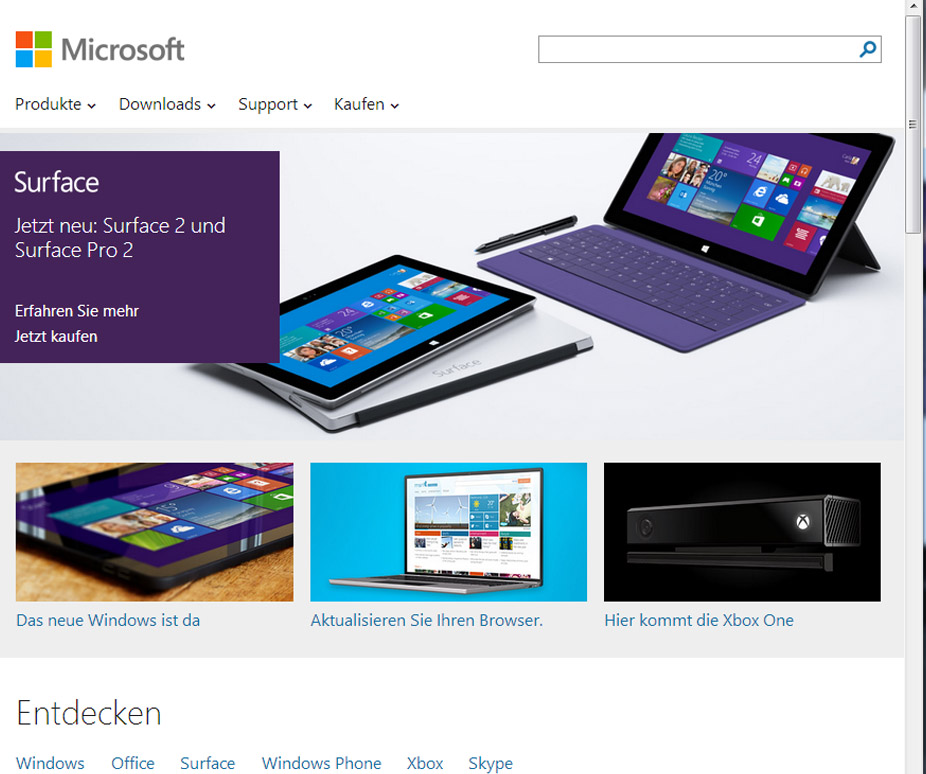 Microsoft
Produkte
Downloads
Support
Kaufen
Surface
Jetzt neu: Surface 2 und
Surface Pro 2
Erfahren Sie mehr
Jetzt kaufen
Surface
Das neue Windows ist da
Aktualisieren Sie Ihren Browser.
Hier kommt die Xbox One
Entdecken
Windows
Office
Surface
Windows Phone
Xbox
Skype